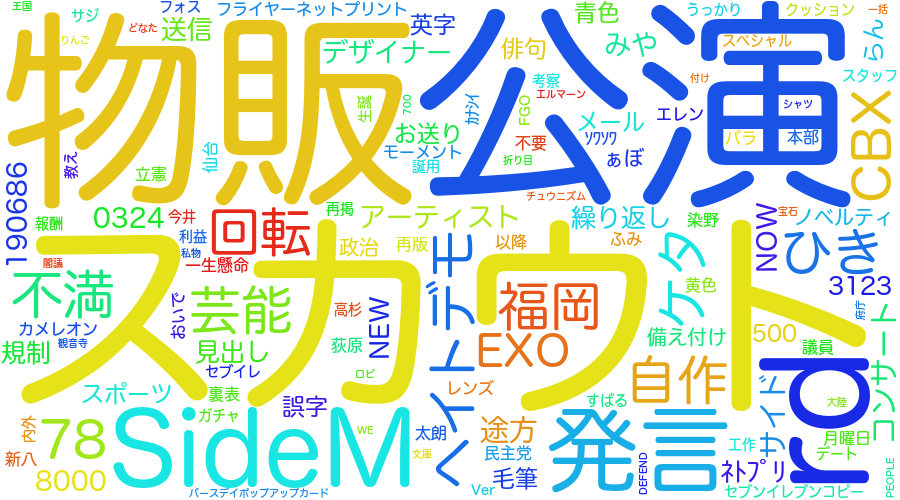 王国
サジ
りんご
どなた
フォス
送信
フライヤーネットプリント
デザイナー
英字
俳句
青色
みや
うっかり
スペシャル
クッション
一括
らん
スタッフ
物販
公演
考察
エルマーン
FGO
カナシイ
700
生誕
お送り
モーメント
誕用
メール
ソワソワ
不要
折り目
ぁぼ
エレン
付け
シャツ
バラ
本部
CBX
チュウニズム
仙台
教え
立憲
190686
報酬
0324
今井
利益
私物
回転
再掲
アーティスト
政治
再版
以降
繰り返し
ふみ
染野
NOW
宝石
ノベルティ
ひき
閣議
一生懸命
スカウト
不満
芸能
おいで
高杉
NEW
ヘイトデモ
福岡
EXO
ケタ
黄色
3123
府庁
カメレオン
観音寺
規制
見出し
セブイレ
荻原
ロビ
備え付け
500
議員
コンサート
スポーツ
裏表
ガチャ
誤字
レンズ
自作
サイド
rd
大陸
すばる
内外
78
SideM
WE
太朗
文庫
途方
民主党
発言
工作
月曜日
デート
新八
8000
バースデイポップアップカード
Ver
毛筆
DEFEND
ネトプリ
セブンイレブンコピー
PEOPLE